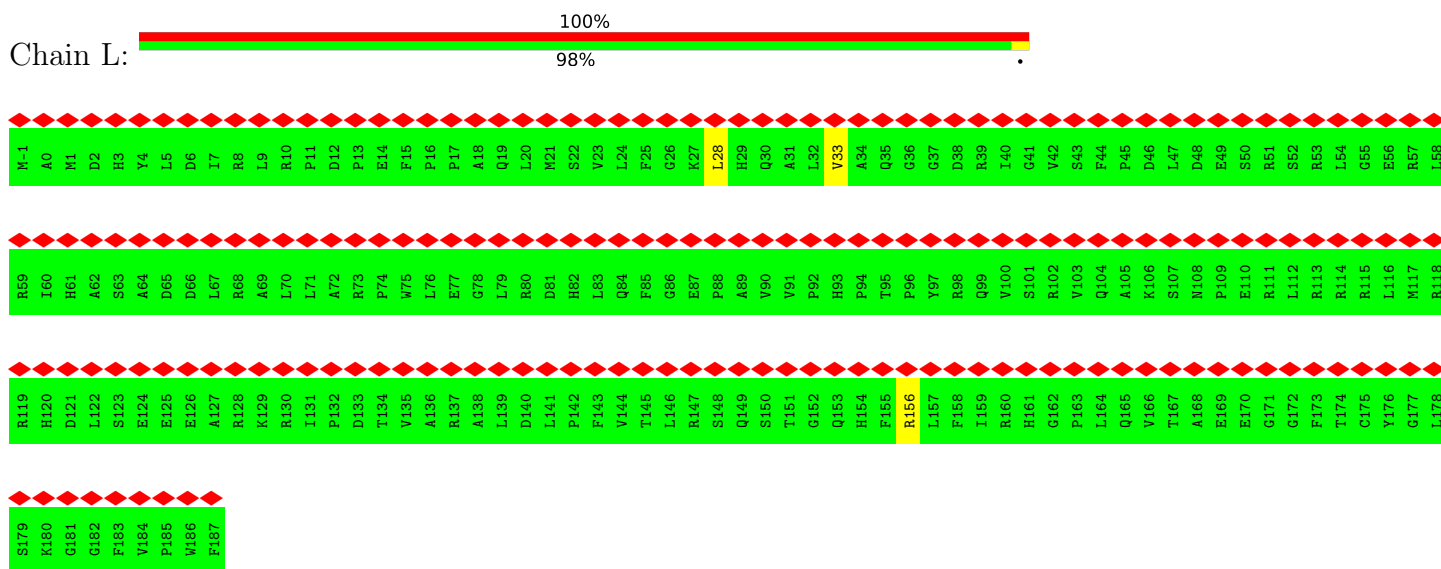 100%
Chain L:
98%
.
M-1 A0 M1 D2 H3 Y4 L5 D6 I7 R8 L9 R10 P11 D12 P13 E14 F15 P16 P17 A18 Q19 L20 M21 S22 V23 L24 F25 G26 K27 L28 H29 Q30 A31 L32 V33 A34 Q35 G36 G37 D38 R39 I40 G41 V42 S43 F44 P45 D46 L47 D48 E49 S50 R51 S52 R53 L54 G55 E56 R57 L58
R59 I60 H61 A62 S63 A64 D65 D66 L67 R68 A69 L70 L71 A72 R73 P74 W75 L76 E77 G78 L79 R80 D81 H82 L83 Q84 F85 G86 E87 P88 A89 V90 V91 P92 H93 P94 T95 P96 Y97 R98 Q99 V100 S101 R102 V103 Q104 A105 K106 S107 N108 P109 E110 R111 L112 R113 R114 R115 L116 M117 R118
R119 H120 D121 L122 S123 E124 E125 E126 A127 R128 K129 R130 I131 P132 D133 T134 V135 A136 R137 A138 L139 D140 L141 P142 F143 V144 T145 L146 R147 S148 Q149 S150 T151 G152 Q153 H154 F155 R156 L157 F158 I159 R160 H161 G162 P163 L164 Q165 V166 T167 A168 E169 E170 G171 G172 F173 T174 C175 Y176 G177 L178
S179 K180 G181 G182 F183 V184 P185 W186 F187